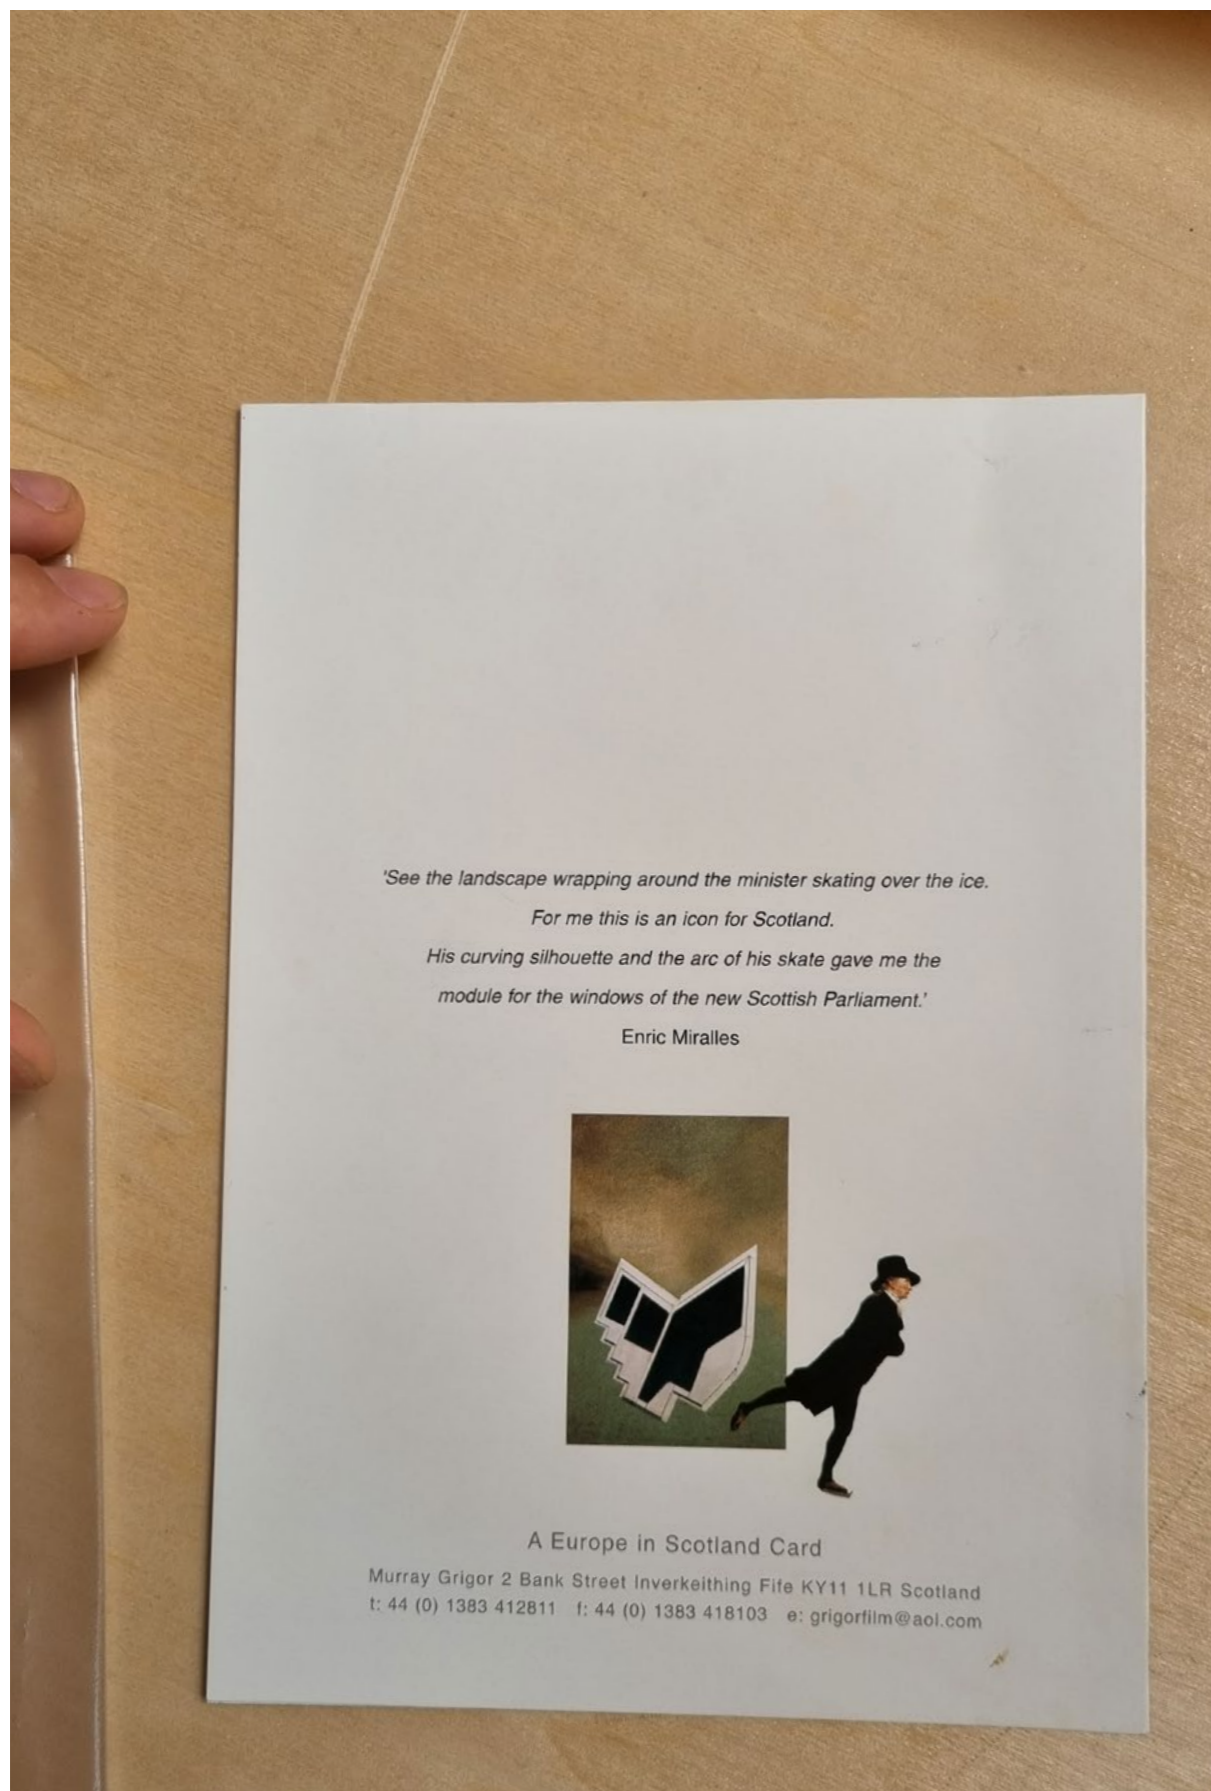 'See the landscape wrapping around the minister skating over the ice.
For me this is an icon for Scotland.
His curving silhouette and the arc of his skate gave me the
module for the windows of the new Scottish Parliament.'
Enric Miralles
A Europe in Scotland Card
Murray Grigor 2 Bank Street Inverkeithing Fife KY11 1LR Scotland
t: 44 (0) 1383 412811 f: 44 (0) 1383 418103 e: grigorfilm@aol.com